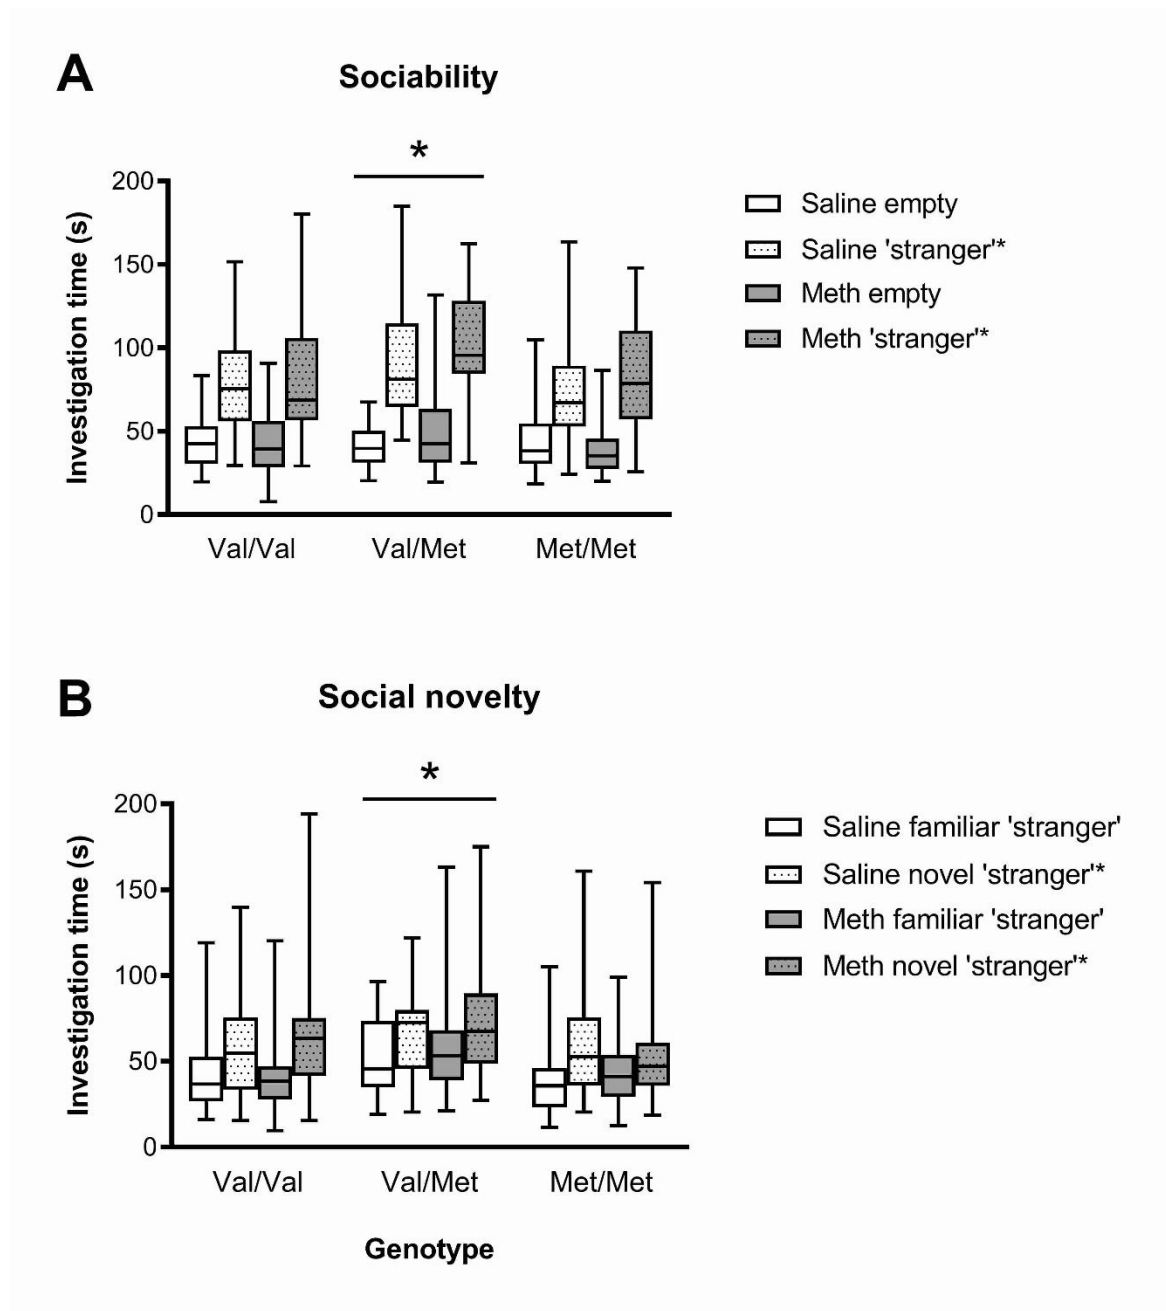 A
Sociability
*
Investigation time (s)
200
150
100
50
0
Val/Val
Val/Met
Met/Met
Saline empty
Saline 'stranger'*
Meth empty
Meth 'stranger'*
B
Social novelty
*
Investigation time (s)
200
150
100
50
0
Val/Val
Val/Met
Met/Met
Genotype
Saline familiar 'stranger'
Saline novel 'stranger'*
Meth familiar 'stranger'
Meth novel 'stranger'*